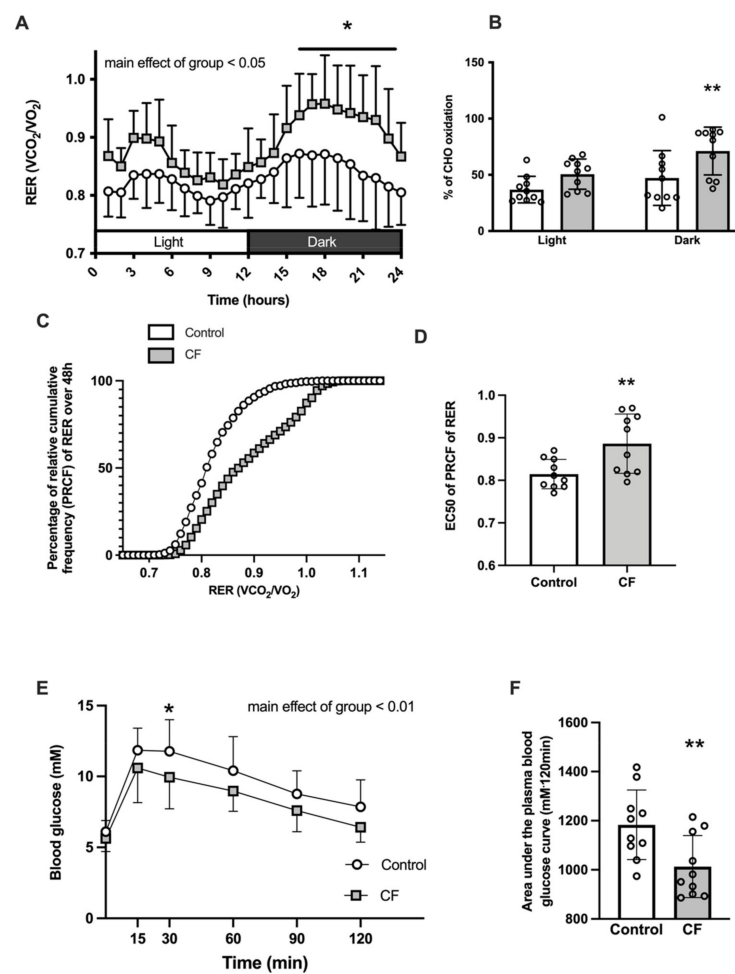 A
*
main effect of group < 0.05
RER (VCO2/VO2)
1.0
0.9
0.8
0.7
Light
Dark
0
3
6
9
12
15
18
21
24
Time (hours)
B
**
% of CHO oxidation
150
100
50
0
Light
Dark
C
Control
CF
Percentage of relative cumulative
frequency (PRCF) of RER over 48h
100
50
0
0.7
0.8
0.9
1.0
1.1
RER (VCO2/VO2)
D
**
EC50 of PRCF of RER
1.0
0.9
0.8
0.6
Control
CF
E
*
main effect of group < 0.01
Blood glucose (mM)
15
10
5
0
Control
CF
15
30
60
90
120
Time (min)
F
**
Area under the plasma blood
glucose curve (mM·120min)
1600
1400
1200
1000
800
Control
CF